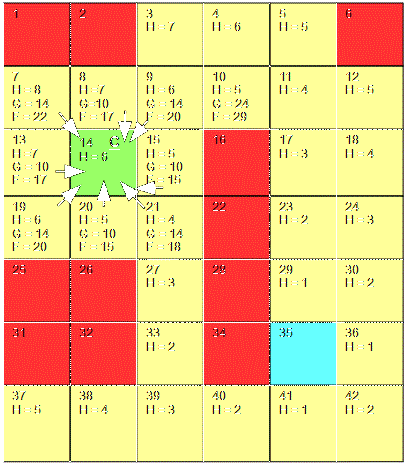 1
2
3
H=7
4
H=6
5
H=5
6
7
H=8
G=14
F=22
8
H=7
G=10
F=17
9
H=6
G=14
F=20
10
H=5
G=24
F=29
11
H=4
12
H=5
13
H=7
G=10
F=17
14
H=6
15
H=5
G=10
F=15
16
17
H=3
18
H=4
19
H=6
G=14
F=20
20
H=5
G=10
F=15
21
H=4
G=14
F=18
22
23
H=2
24
H=3
25
26
27
H=3
29
H=1
30
H=2
31
32
33
H=2
34
35
36
H=1
37
H=5
38
H=4
39
H=3
40
H=2
41
H=1
42
H=2